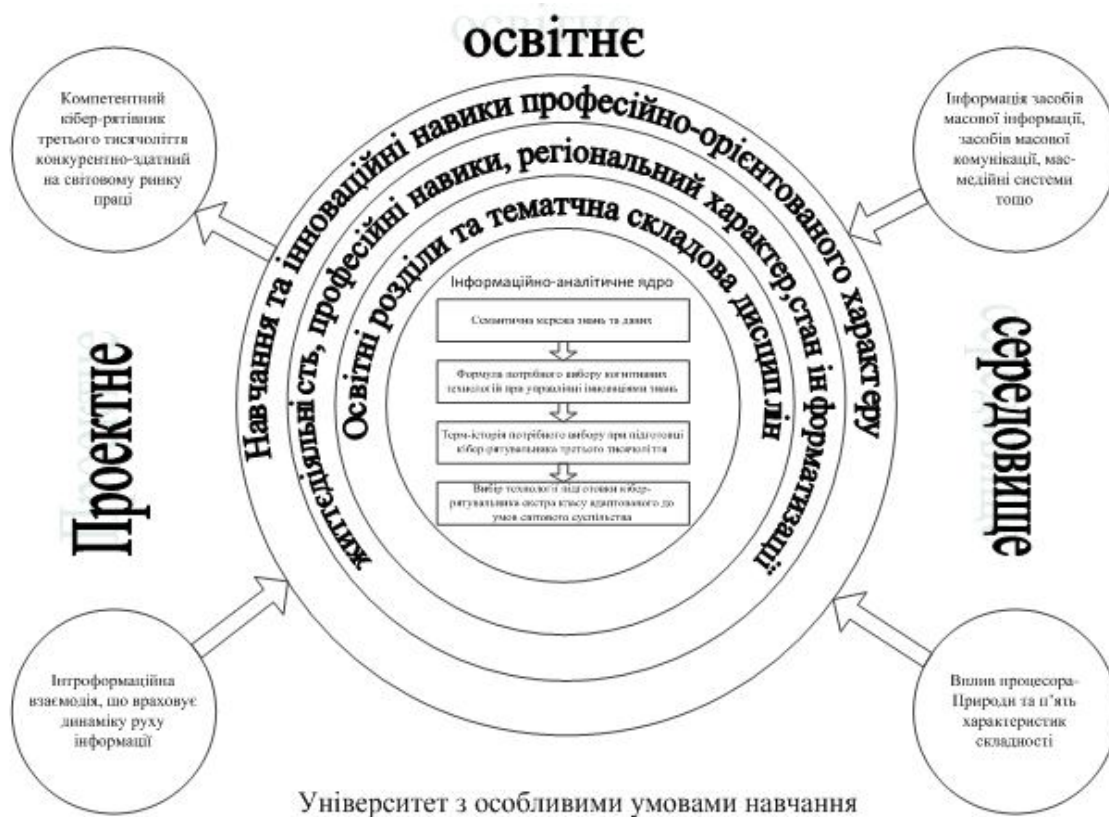 освітнє
Компетентний
кібер-рятівник
третього тисячоліття
конкурентно-здатний
на світовому ринку
праці
Інформація засобів
масової інформації,
засобів масової
комунікації, мас-
медійні системи
тощо
Навчання та інноваційні навики професійно-орієнтованого характеру
життєдіяльність, професійні навики, регіональний характер,стан інформатизації
Освітні розділи та тематчна складова дисциплін
Інформаційно-аналітичне ядро
Семантична мережа знань та даних
Формула потрібного вибору когнітивних
технологій при управлінні інноваціями знань
Терм-історія потрібного вибору при підготовці
кібер-рятувальника третього тисячоліття
Вибір технології підготовки кібер-
рятувальника екстра класу адаптованого до
умов світового суспільства
Проектне
середовище
Інтроформаційна
взаємодія, що враховує
динаміку руху
інформації
Вплив процесора-
Природи та п'ять
характеристик
складності
Університет з особливими умовами навчання